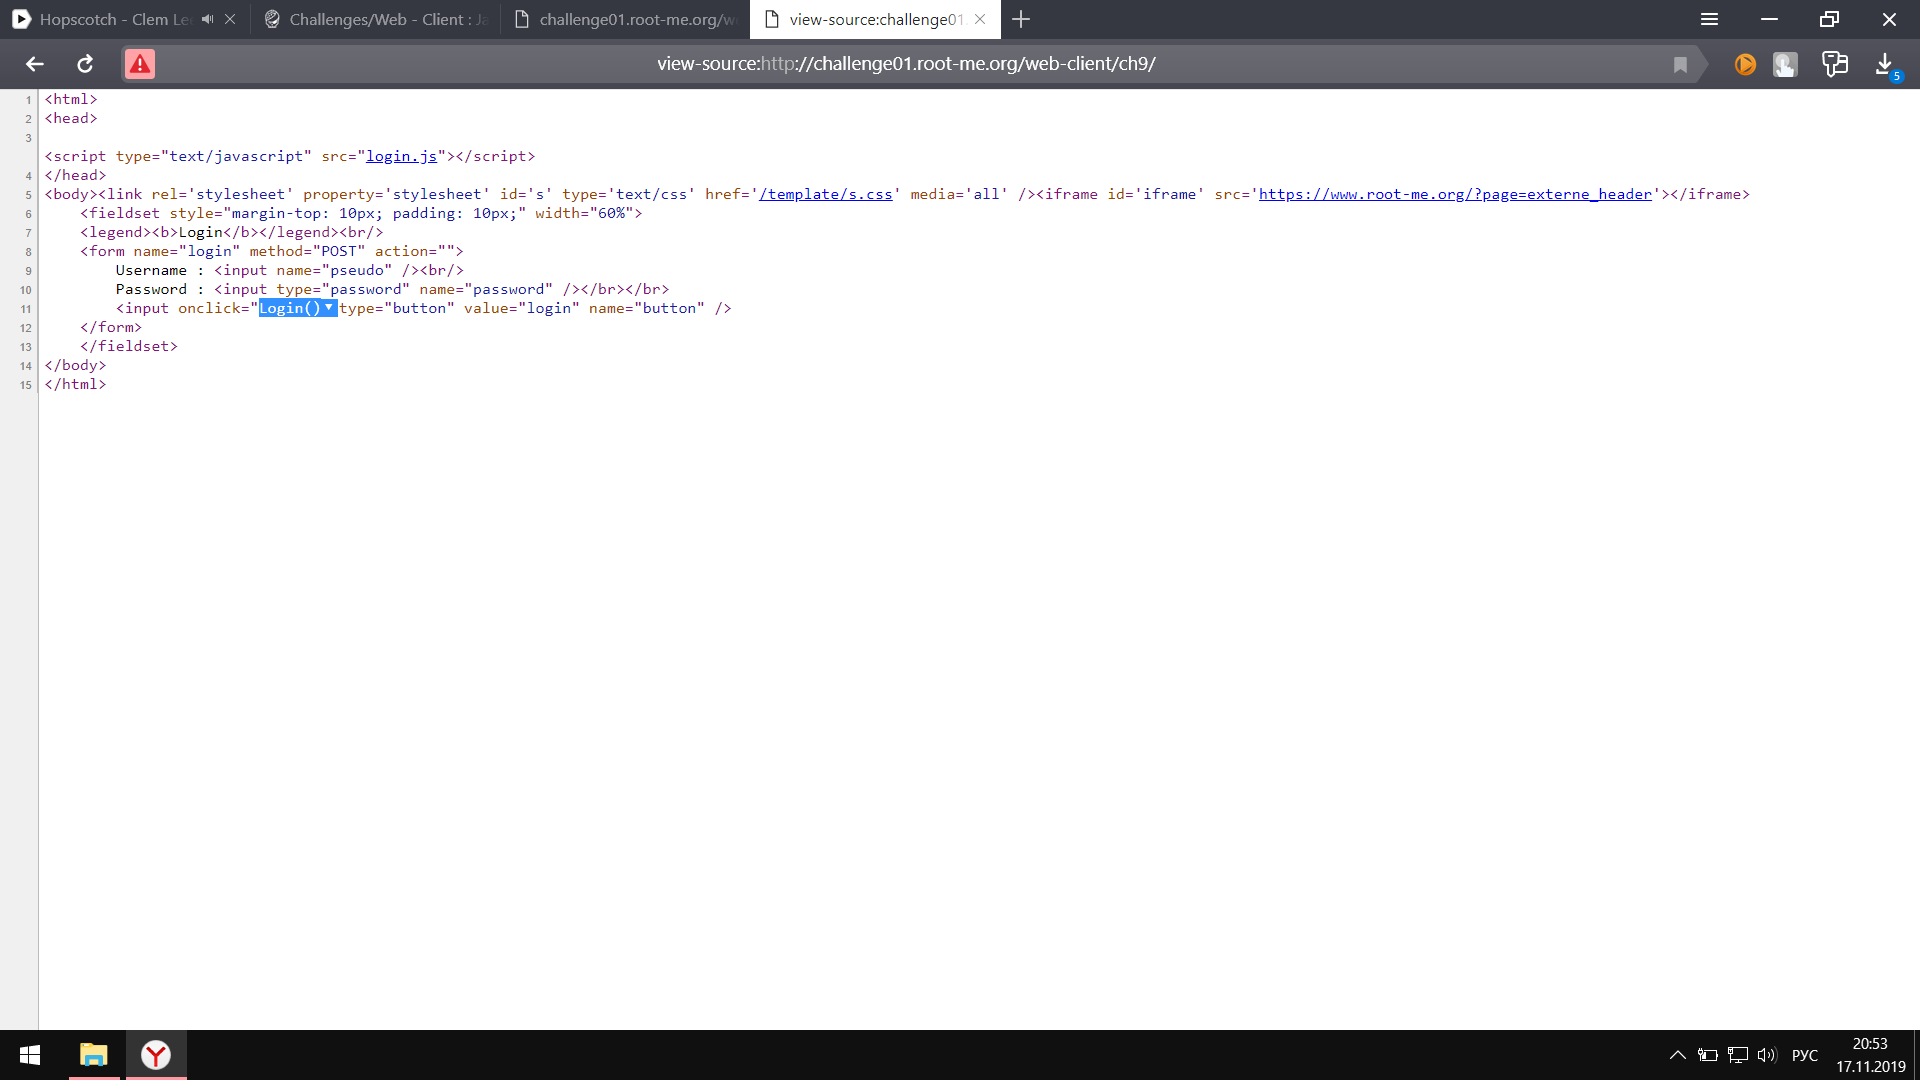 Hopscotch - Clem Le
Challenges/Web - Client : Ja
challenge01.root-me.org/w
view-source:challenge01.
view-source:http://challenge01.root-me.org/web-client/ch9/
5
1 <html>
2 <head>
3
<script type="text/javascript" src="login.js"></script>
4 </head>
5 <body><link rel='stylesheet' property='stylesheet' id='s' type='text/css' href='/template/s.css' media='all' /><iframe id='iframe' src='https://www.root-me.org/?page=externe_header'></iframe>
6 <fieldset style="margin-top: 10px; padding: 10px;" width="60%">
7 <legend><b>Login</b></legend><br/>
8 <form name="login" method="POST" action="">
9 Username : <input name="pseudo" /><br/>
10 Password : <input type="password" name="password" /></br></br>
11 <input onclick="Login() type="button" value="login" name="button" />
12 </form>
13 </fieldset>
14 </body>
15 </html>
РУС
20:53
17.11.2019